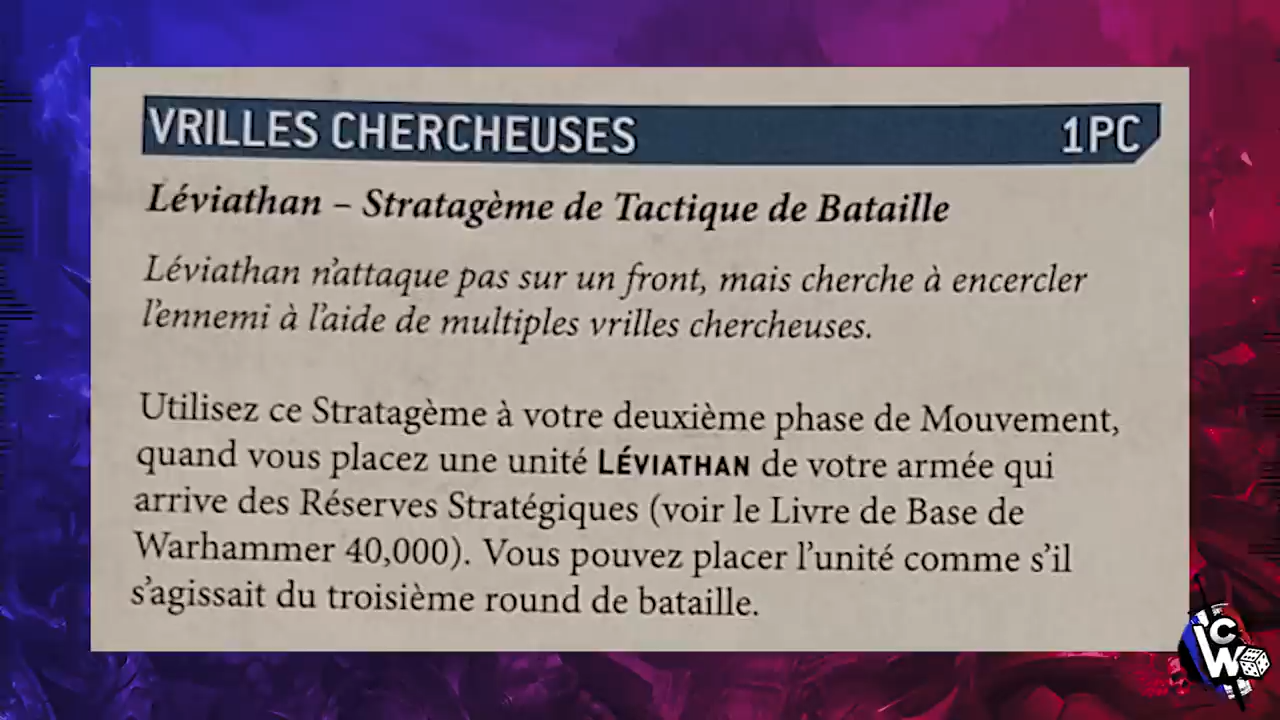 VRILLES CHERCHEUSES 1PC
Léviathan – Stratagème de Tactique de Bataille
Léviathan n'attaque pas sur un front, mais cherche à encercler
l'ennemi à l'aide de multiples vrilles chercheuses.
Utilisez ce Stratagème à votre deuxième phase de Mouvement,
quand vous placez une unité LÉVIATHAN de votre armée qui
arrive des Réserves Stratégiques (voir le Livre de Base de
Warhammer 40,000). Vous pouvez placer l'unité comme s'il
s'agissait du troisième round de bataille.
ICW